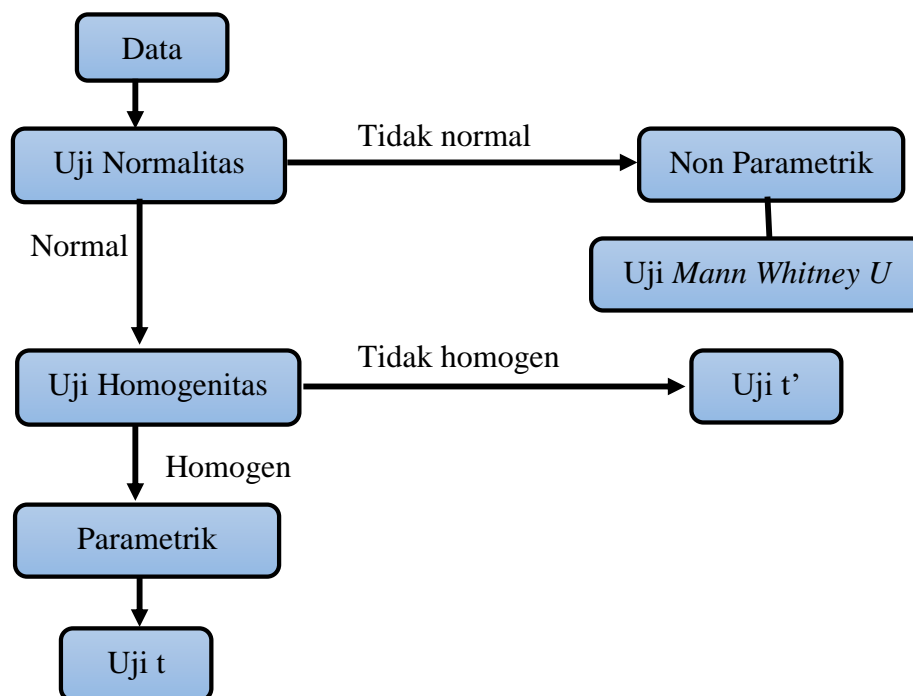 Data
Tidak normal
Uji Normalitas
Non Parametrik
Normal
Uji Mann Whitney U
Tidak homogen
Uji Homogenitas
Uji t’
Homogen
Parametrik
Uji t